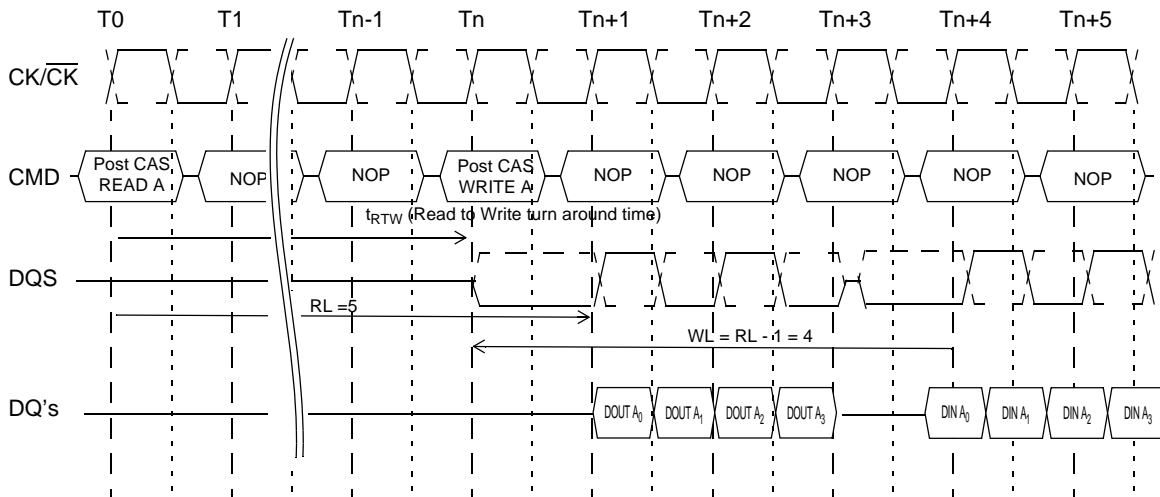 T0 T1 Tn-1 Tn Tn+1 Tn+2 Tn+3 Tn+4 Tn+5
CK/CK
CMD Post CAS READ A NOP NOP Post CAS WRITE A NOP NOP NOP NOP NOP
tRTW (Read to Write turn around time)
DQS
RL =5
WL = RL - 1 = 4
DQ's DOUT A0 DOUT A1 DOUT A2 DOUT A3 DIN A0 DIN A1 DIN A2 DIN A3